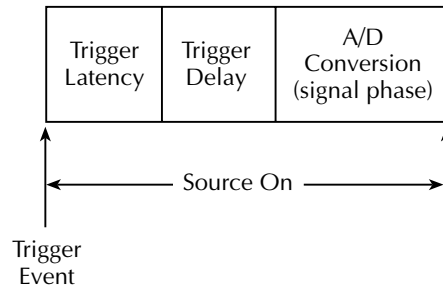 Trigger
Latency
Trigger
Delay
A/D
Conversion
(signal phase)
Source On
Trigger
Event